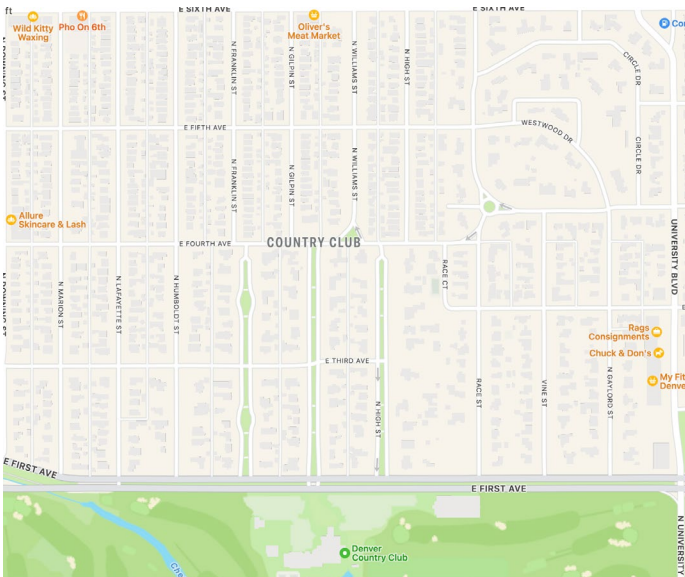 ft
E SIXTH AVE
E SIXTH AVE
Wild Kitty
Waxing
Pho On 6th
Oliver's
Meat Market
N FRANKLIN ST
N GILPIN ST
N WILLIAMS ST
N HIGH ST
CIRCLE DR
WESTWOOD DR
E FIFTH AVE
N FRANKLIN ST
N GILPIN ST
N WILLIAMS ST
CIRCLE DR
Allure
Skincare & Lash
E FOURTH AVE
COUNTRY CLUB
UNIVERSITY BLVD
N MARION ST
N LAFAYETTE ST
N HUMBOLDT ST
RACE CT
Rags
Consignments
Chuck & Don's
E THIRD AVE
My Fit
Denve
N HIGH ST
RACE ST
VINE ST
N GAYLORD ST
E FIRST AVE
E FIRST AVE
N UNIVERSITY
Denver
Country Club
Che